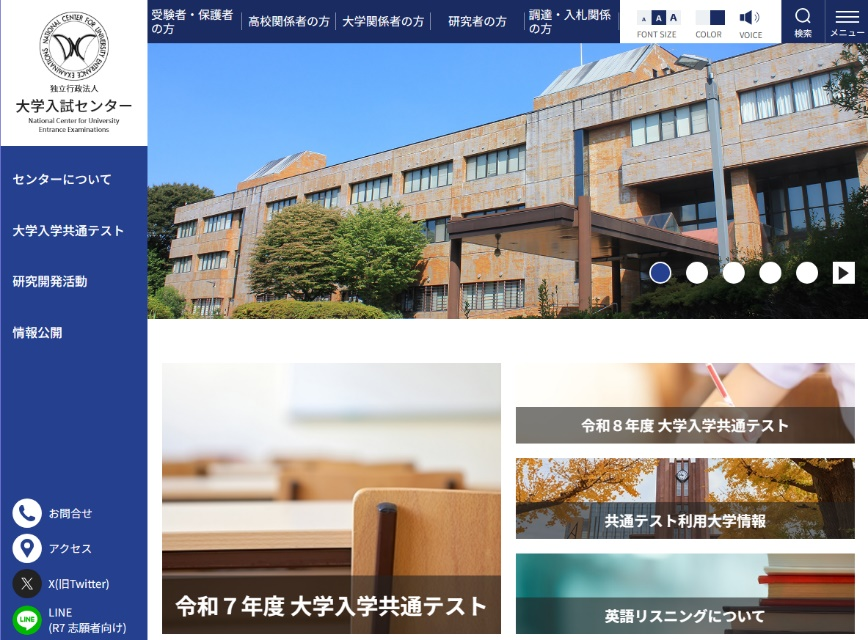 NATIONAL CENTER FOR UNIVERSITY ENTRANCE EXAMINATIONS
独立行政法人
大学入試センター
National Center for University
Entrance Examinations
受験者・保護者
の方
高校関係者の方
大学関係者の方
研究者の方
調達・入札関係
の方
A A A
FONT SIZE
COLOR
VOICE
検索
メニュー
センターについて
大学入学共通テスト
研究開発活動
情報公開
お問合せ
アクセス
X(旧Twitter)
LINE
LINE
(R7 志願者向け)
令和７年度 大学入学共通テスト
令和８年度 大学入学共通テスト
共通テスト利用大学情報
英語リスニングについて